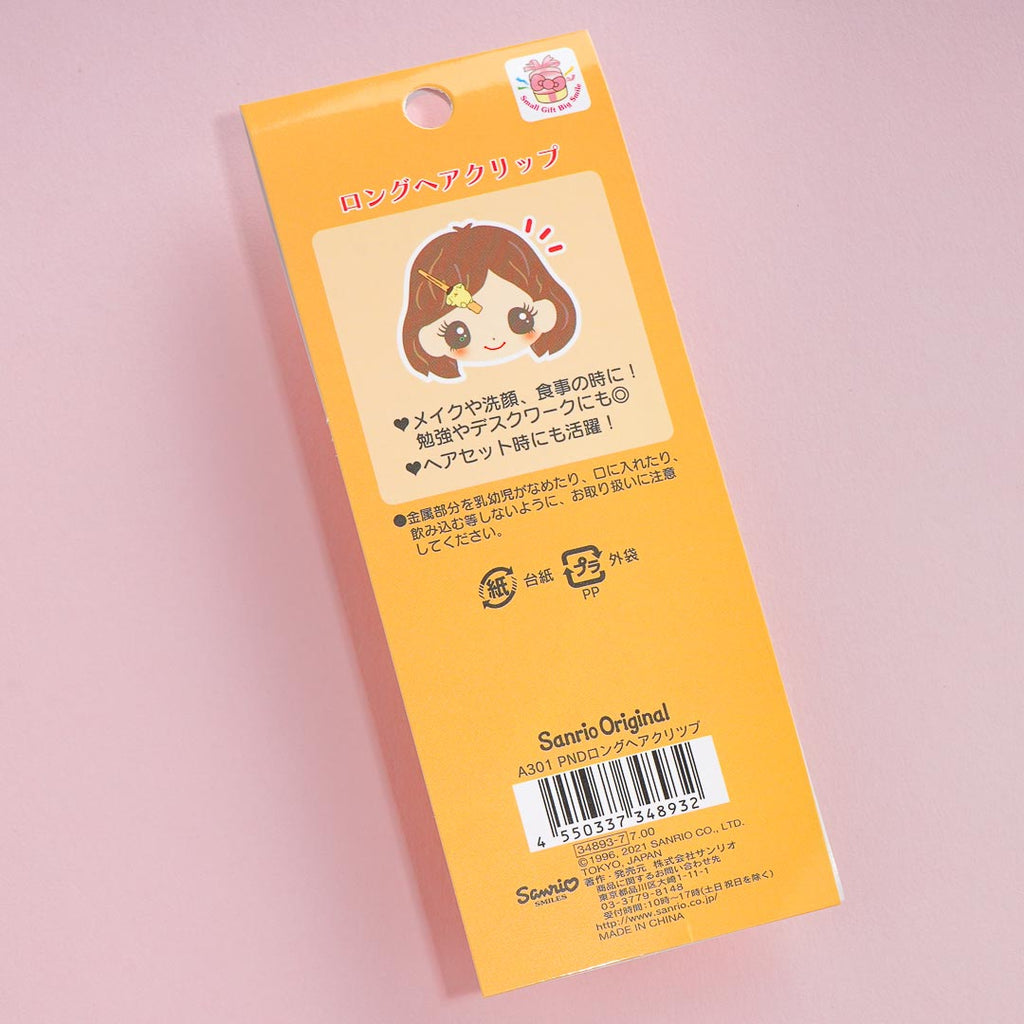 Small Gift Big Smile
ロングヘアクリップ
♥メイクや洗顔、食事の時に！
勉強やデスクワークにも◎
♥ヘアセット時にも活躍！
●金属部分を乳幼児がなめたり、口に入れたり、
飲み込む等しないように、お取り扱いに注意
してください。
紙 台紙 プラ 外袋
PP
Sanrio Original
A301 PNDロングヘアクリップ
4 550337 348932
34893-7 7.00
©1996, 2021 SANRIO CO., LTD.
TOKYO, JAPAN
著作・発売元 株式会社サンリオ
商品に関するお問い合わせ先
東京都品川区大崎1-11-1
03-3779-8148
受付時間:10時～17時(土日祝日を除く)
http://www.sanrio.co.jp/
MADE IN CHINA
Sanrio
SMILES